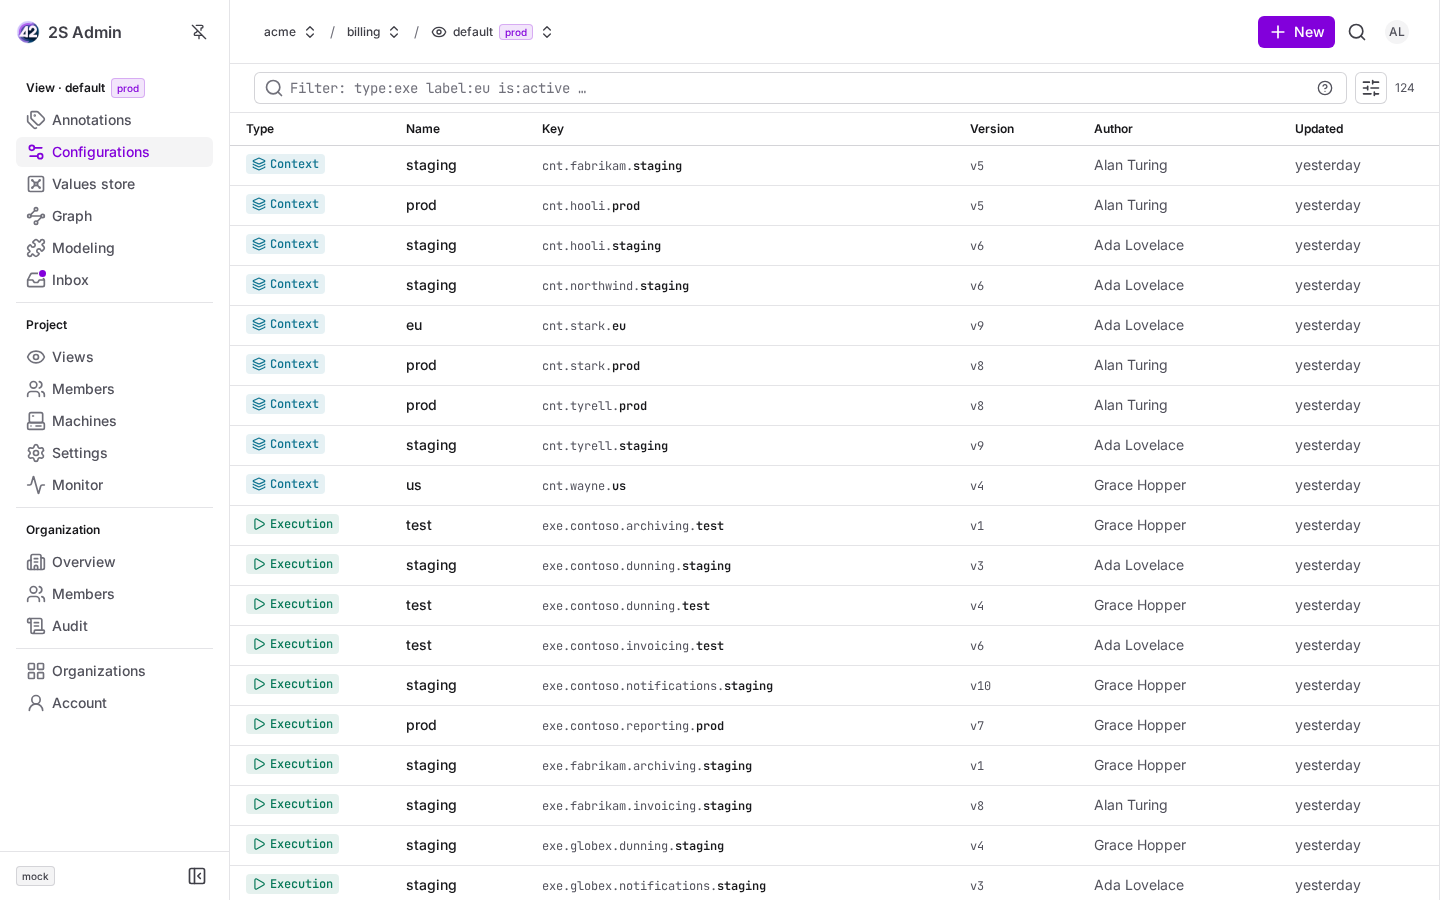 42 2S Admin
acme / billing / default prod
New
AL
View · default prod
Annotations
Configurations
Values store
Graph
Modeling
Inbox
Project
Views
Members
Machines
Settings
Monitor
Organization
Overview
Members
Audit
Organizations
Account
mock
Filter: type:exe label:eu is:active …
124
Type Name Key Version Author Updated
Context staging cnt.fabrikam.staging v5 Alan Turing yesterday
Context prod cnt.hooli.prod v5 Alan Turing yesterday
Context staging cnt.hooli.staging v6 Ada Lovelace yesterday
Context staging cnt.northwind.staging v6 Ada Lovelace yesterday
Context eu cnt.stark.eu v9 Ada Lovelace yesterday
Context prod cnt.stark.prod v8 Alan Turing yesterday
Context prod cnt.tyrell.prod v8 Alan Turing yesterday
Context staging cnt.tyrell.staging v9 Ada Lovelace yesterday
Context us cnt.wayne.us v4 Grace Hopper yesterday
Execution test exe.contoso.archiving.test v1 Grace Hopper yesterday
Execution staging exe.contoso.dunning.staging v3 Ada Lovelace yesterday
Execution test exe.contoso.dunning.test v4 Grace Hopper yesterday
Execution test exe.contoso.invoicing.test v6 Ada Lovelace yesterday
Execution staging exe.contoso.notifications.staging v10 Grace Hopper yesterday
Execution prod exe.contoso.reporting.prod v7 Grace Hopper yesterday
Execution staging exe.fabrikam.archiving.staging v1 Grace Hopper yesterday
Execution staging exe.fabrikam.invoicing.staging v8 Alan Turing yesterday
Execution staging exe.globex.dunning.staging v4 Grace Hopper yesterday
Execution staging exe.globex.notifications.staging v3 Ada Lovelace yesterday